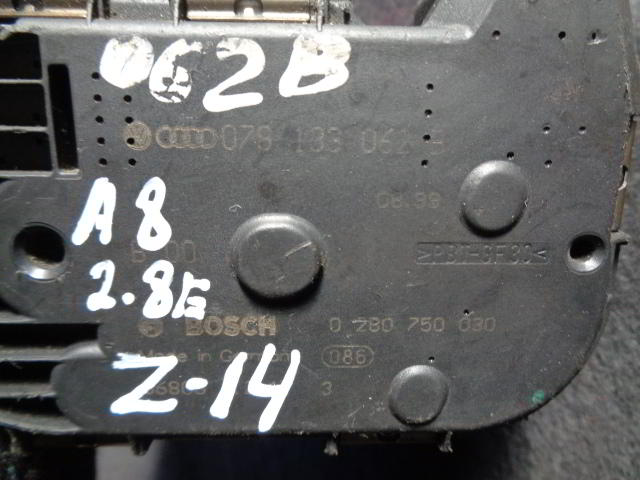 062B
078 133 062 B
08.99
A8
>PBT-GF30<
2.8E
BOSCH 0 280 750 030
Made in Germany 086
Z-14
3